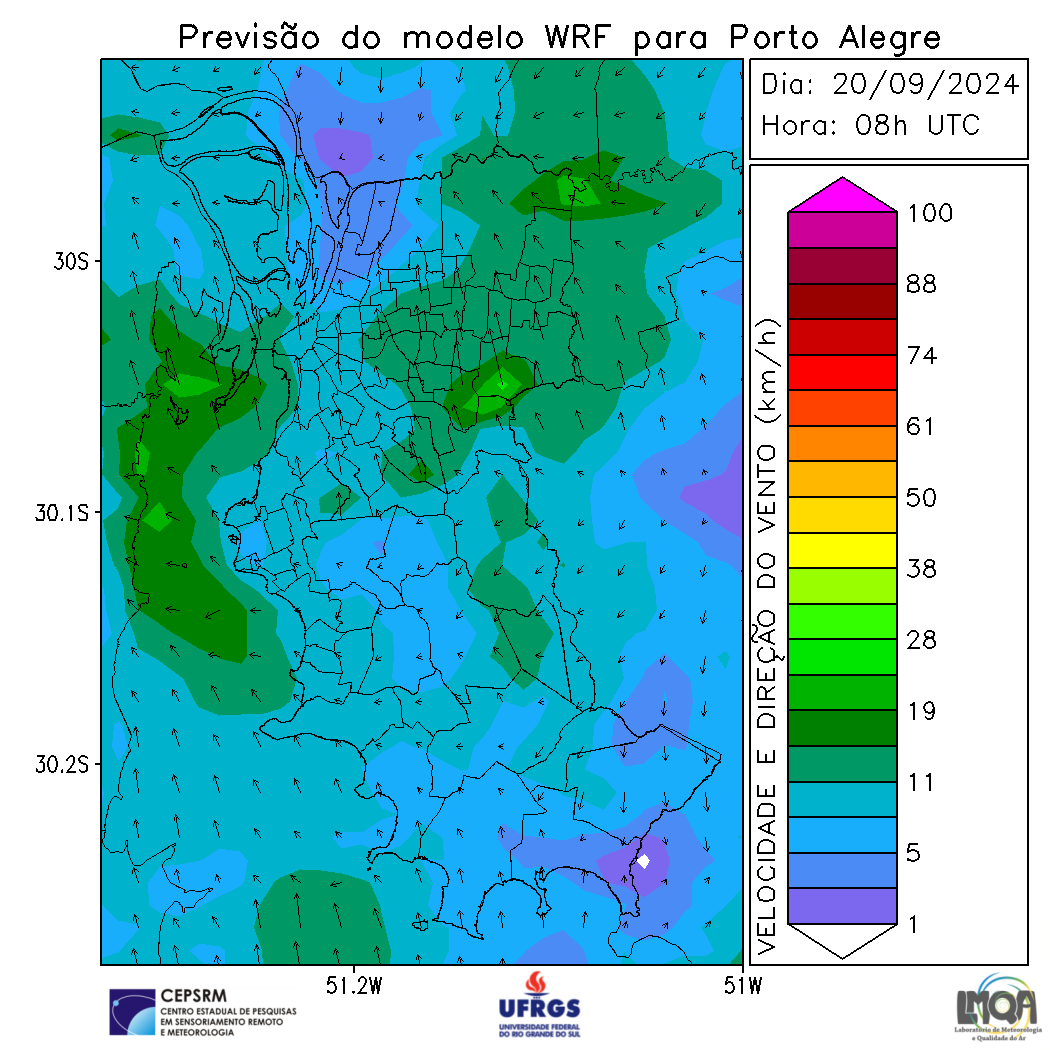 Previsão do modelo WRF para Porto Alegre
Dia: 20/09/2024
Hora: 08h UTC
30S
30.1S
30.2S
51.2W
51W
VELOCIDADE E DIREÇÃO DO VENTO (km/h)
100
88
74
61
50
38
28
19
11
5
1
CEPSRM
CENTRO ESTADUAL DE PESQUISAS
EM SENSORIAMENTO REMOTO
E METEOROLOGIA
UFRGS
UNIVERSIDADE FEDERAL
DO RIO GRANDE DO SUL
LMQA
Laboratório de Meteorologia
e Qualidade do Ar